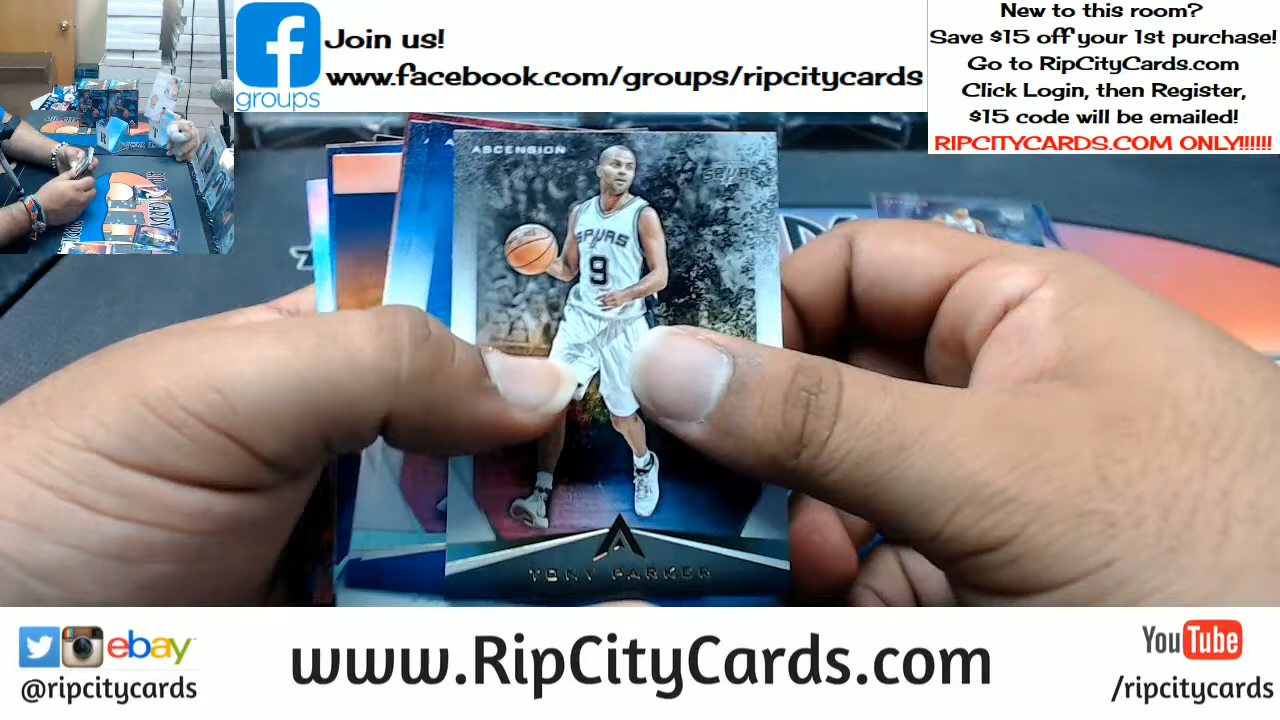 Join us!
www.facebook.com/groups/ripcitycards
groups
New to this room?
Save $15 off your 1st purchase!
Go to RipCityCards.com
Click Login, then Register,
$15 code will be emailed!
RIPCITYCARDS.COM ONLY!!!!!!
ASCENSION
SPURS
SPURS
9
TONY PARKER
ebay
@ripcitycards
www.RipCityCards.com
YouTube
/ripcitycards